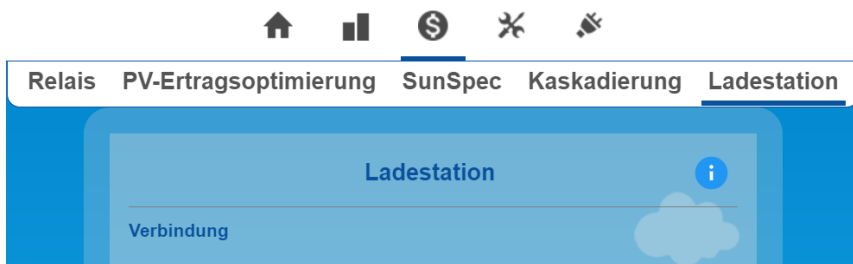 Relais PV-Ertragsoptimierung SunSpec Kaskadierung Ladestation
Ladestation
Verbindung